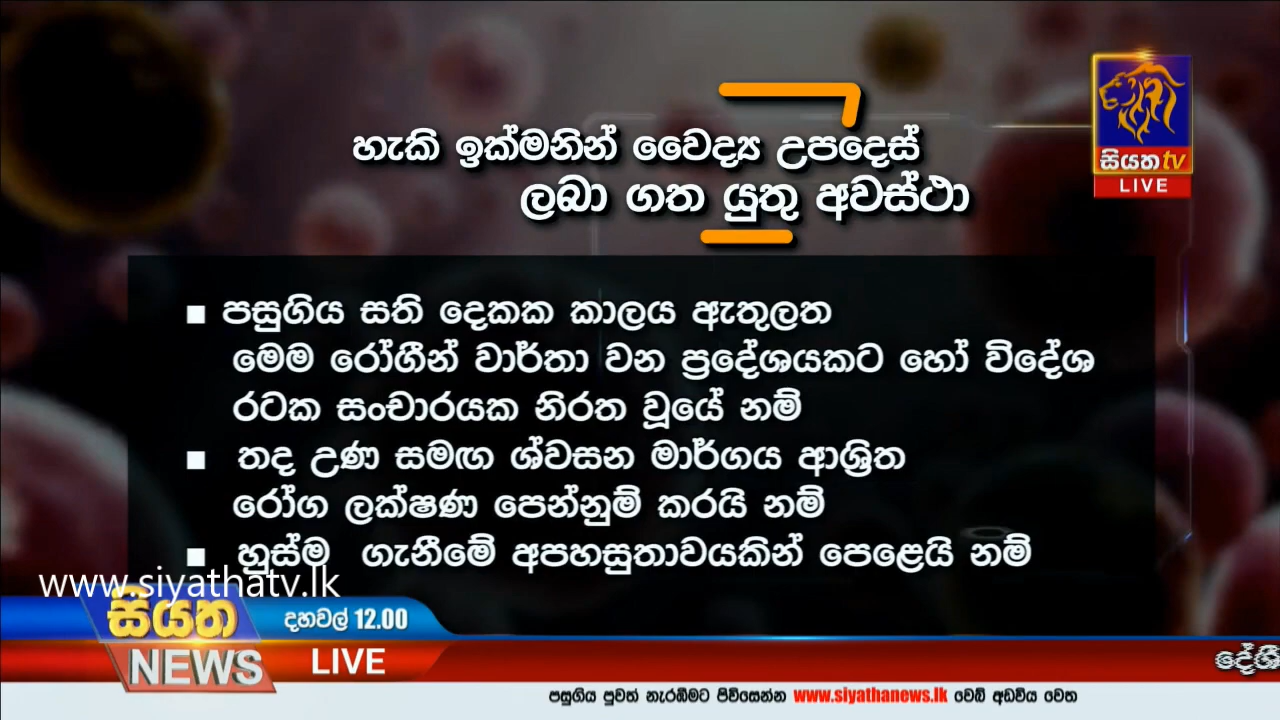 හැකි ඉක්මනින් වෛද්‍ය උපදෙස්
ලබා ගත යුතු අවස්ථා
සියත tv
LIVE
■ පසුගිය සති දෙකක කාලය ඇතුලත
මෙම රෝගීන් වාර්තා වන ප්‍රදේශයකට හෝ විදේශ
රටක සංචාරයක නිරත වූයේ නම්
■ තද උණ සමඟ ශ්වසන මාර්ගය ආශ්‍රිත
රෝග ලක්ෂණ පෙන්නුම් කරයි නම්
■ හුස්ම ගැනීමේ අපහසුතාවයකින් පෙළෙයි නම්
www.siyathatv.lk
සියත දහවල් 12.00
NEWS LIVE
දේශී
පසුගිය පුවත් නැරඹීමට පිවිසෙන්න www.siyathanews.lk වෙබ් අඩවිය වෙත